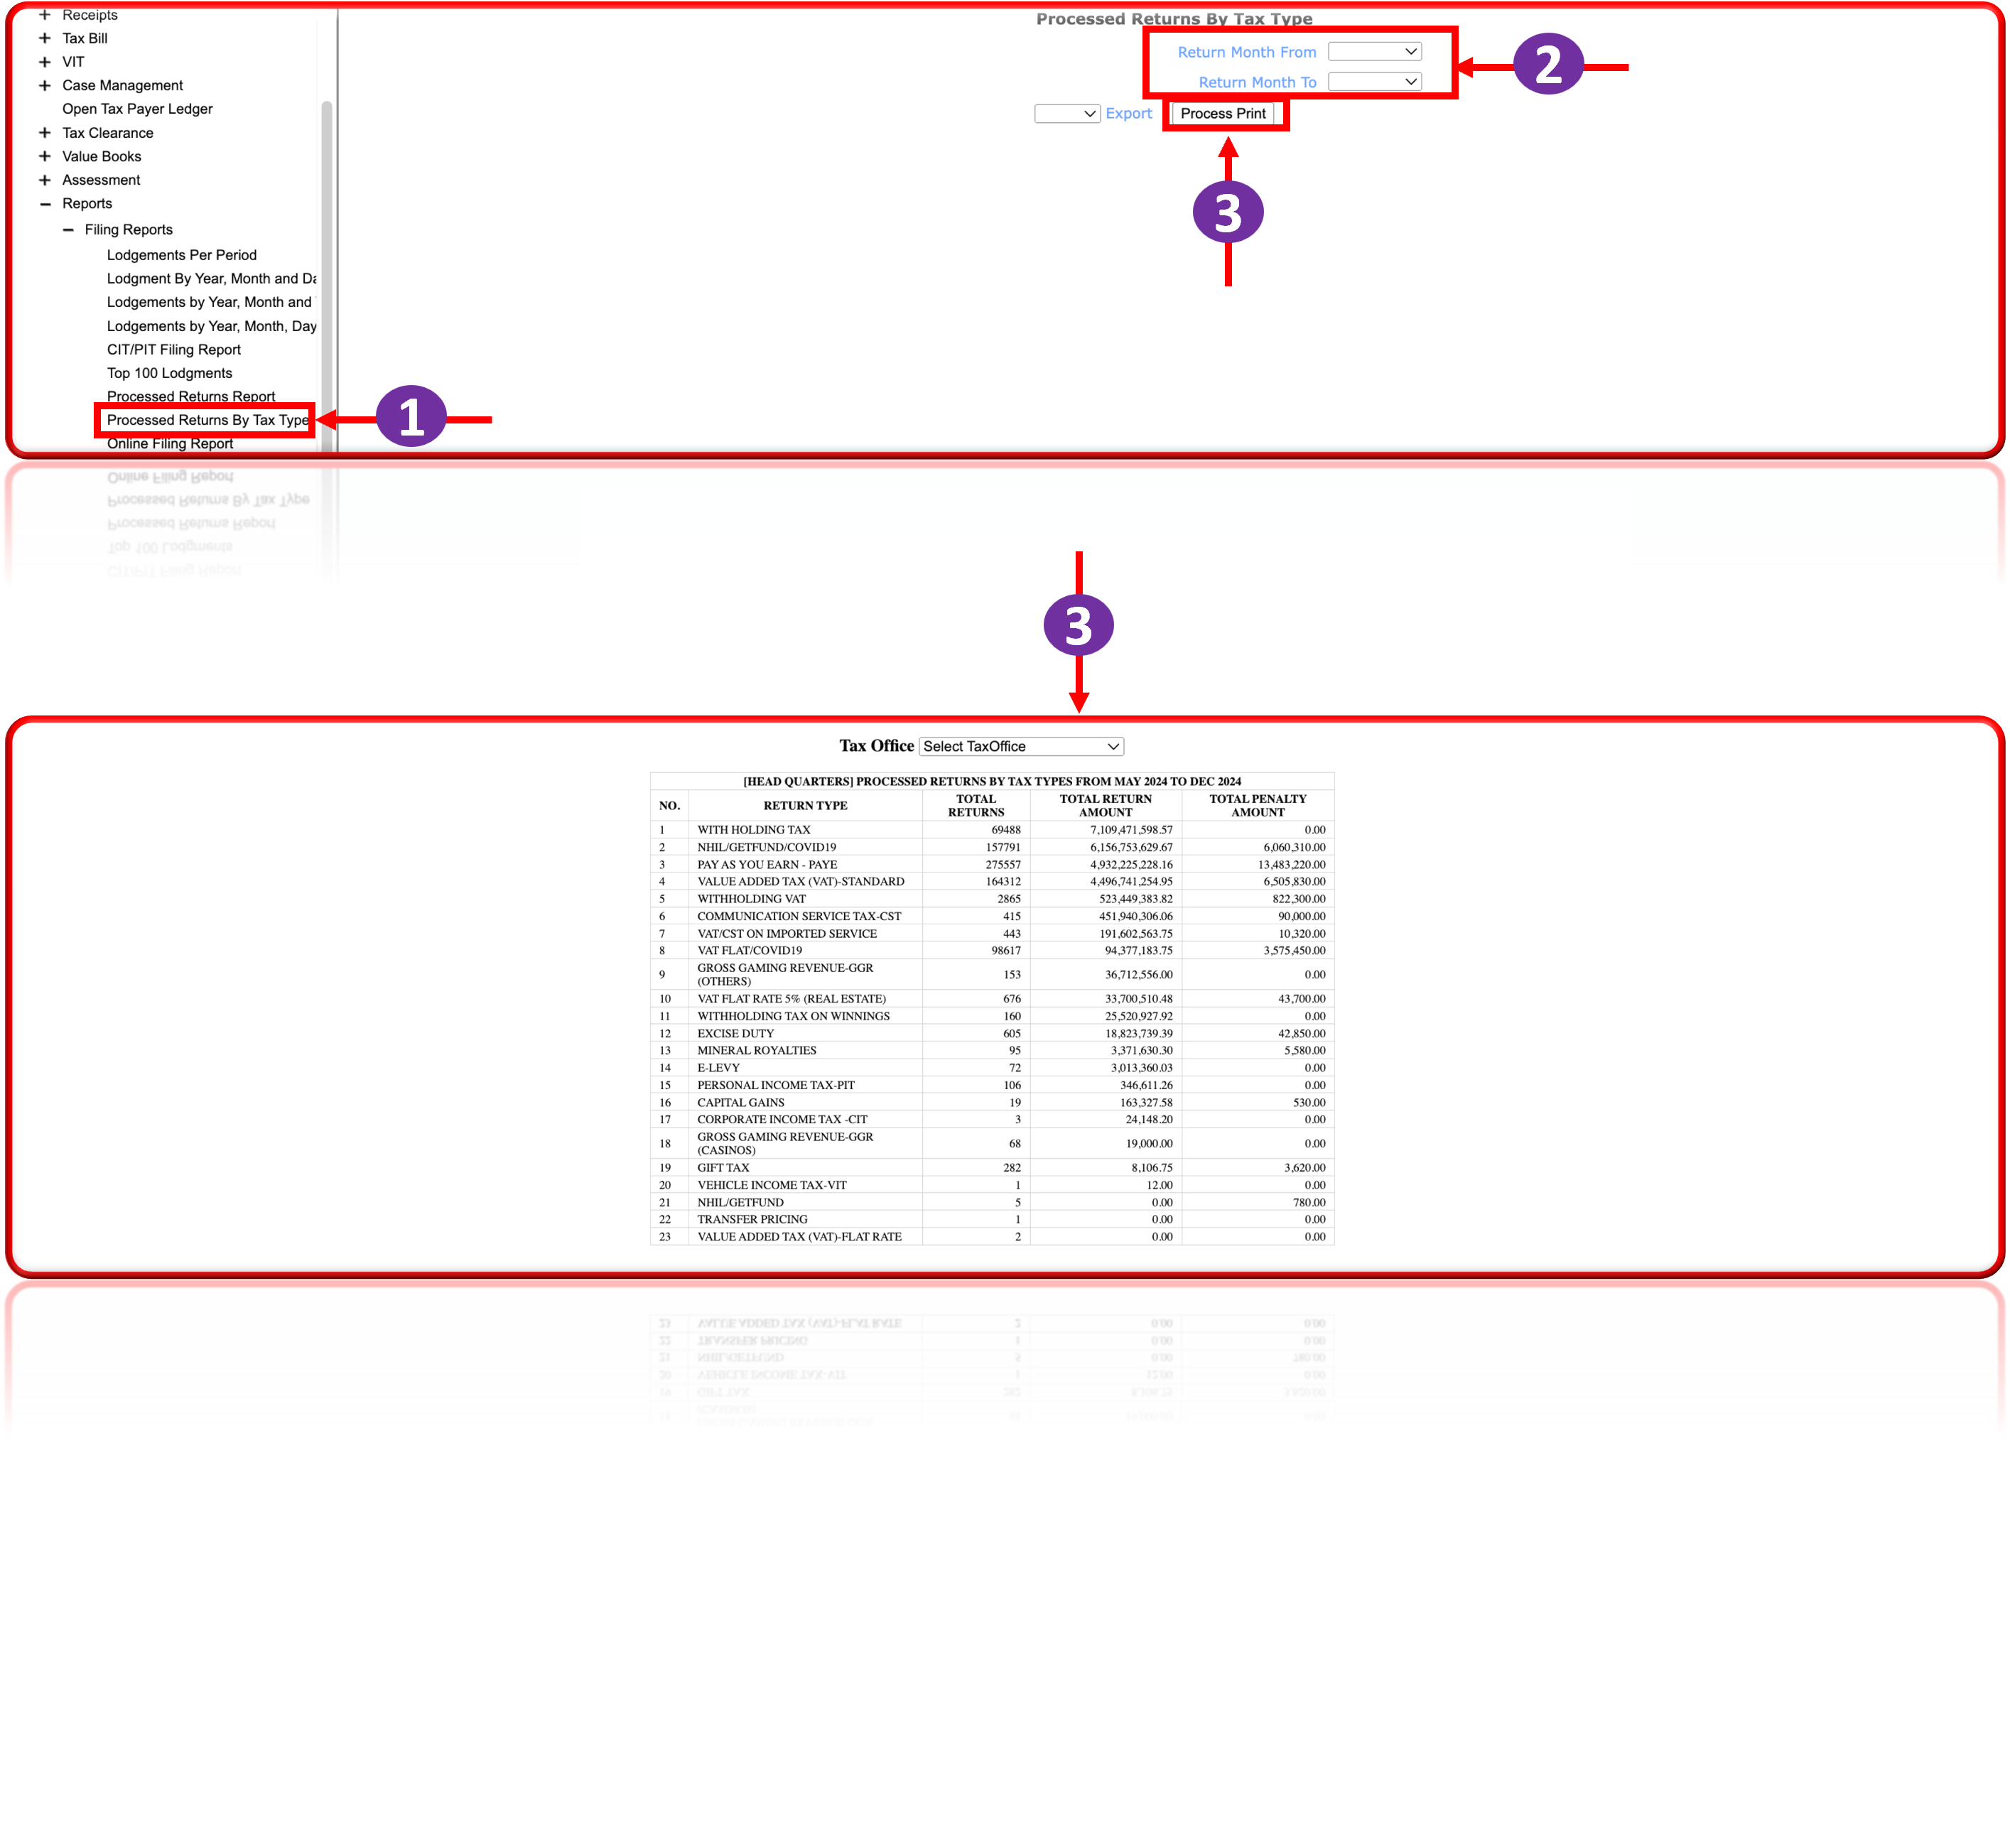 Receipts
Tax Bill
VIT
Case Management
Open Tax Payer Ledger
Tax Clearance
Value Books
Assessment
Reports
Filing Reports
Lodgements Per Period
Lodgment By Year, Month and Da
Lodgements by Year, Month and
Lodgements by Year, Month, Day
CIT/PIT Filing Report
Top 100 Lodgments
Processed Returns Report
Processed Returns By Tax Type
Online Filing Report
1
Processed Returns By Tax Type
Return Month From
Return Month To
2
Export Process Print
3
3
Tax Office Select TaxOffice
[HEAD QUARTERS] PROCESSED RETURNS BY TAX TYPES FROM MAY 2024 TO DEC 2024
NO. RETURN TYPE TOTAL RETURNS TOTAL RETURN AMOUNT TOTAL PENALTY AMOUNT
1 WITH HOLDING TAX 69488 7,109,471,598.57 0.00
2 NHIL/GETFUND/COVID19 157791 6,156,753,629.67 6,060,310.00
3 PAY AS YOU EARN - PAYE 275557 4,932,225,228.16 13,483,220.00
4 VALUE ADDED TAX (VAT)-STANDARD 164312 4,496,741,254.95 6,505,830.00
5 WITHHOLDING VAT 2865 523,449,383.82 822,300.00
6 COMMUNICATION SERVICE TAX-CST 415 451,940,306.06 90,000.00
7 VAT/CST ON IMPORTED SERVICE 443 191,602,563.75 10,320.00
8 VAT FLAT/COVID19 98617 94,377,183.75 3,575,450.00
9 GROSS GAMING REVENUE-GGR (OTHERS) 153 36,712,556.00 0.00
10 VAT FLAT RATE 5% (REAL ESTATE) 676 33,700,510.48 43,700.00
11 WITHHOLDING TAX ON WINNINGS 160 25,520,927.92 0.00
12 EXCISE DUTY 605 18,823,739.39 42,850.00
13 MINERAL ROYALTIES 95 3,371,630.30 5,580.00
14 E-LEVY 72 3,013,360.03 0.00
15 PERSONAL INCOME TAX-PIT 106 346,611.26 0.00
16 CAPITAL GAINS 19 163,327.58 530.00
17 CORPORATE INCOME TAX -CIT 3 24,148.20 0.00
18 GROSS GAMING REVENUE-GGR (CASINOS) 68 19,000.00 0.00
19 GIFT TAX 282 8,106.75 3,620.00
20 VEHICLE INCOME TAX-VIT 1 12.00 0.00
21 NHIL/GETFUND 5 0.00 780.00
22 TRANSFER PRICING 1 0.00 0.00
23 VALUE ADDED TAX (VAT)-FLAT RATE 2 0.00 0.00